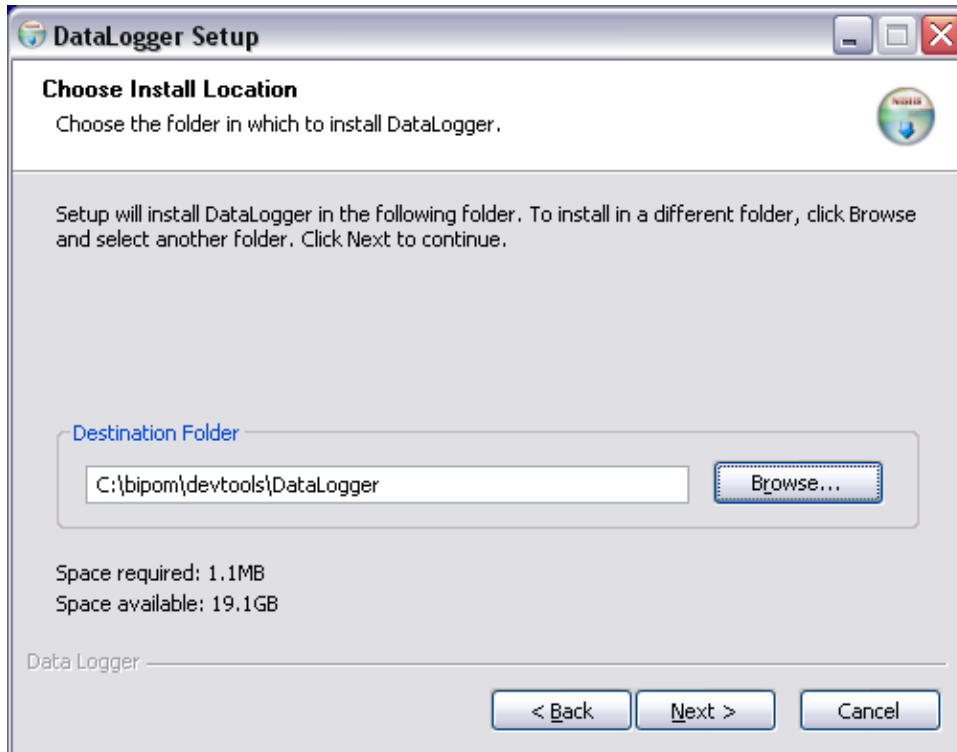 DataLogger Setup
Choose Install Location
Choose the folder in which to install DataLogger.
Setup will install DataLogger in the following folder. To install in a different folder, click Browse
and select another folder. Click Next to continue.
Destination Folder
C:\bipom\devtools\DataLogger
Browse...
Space required: 1.1MB
Space available: 19.1GB
Data Logger
< Back
Next >
Cancel